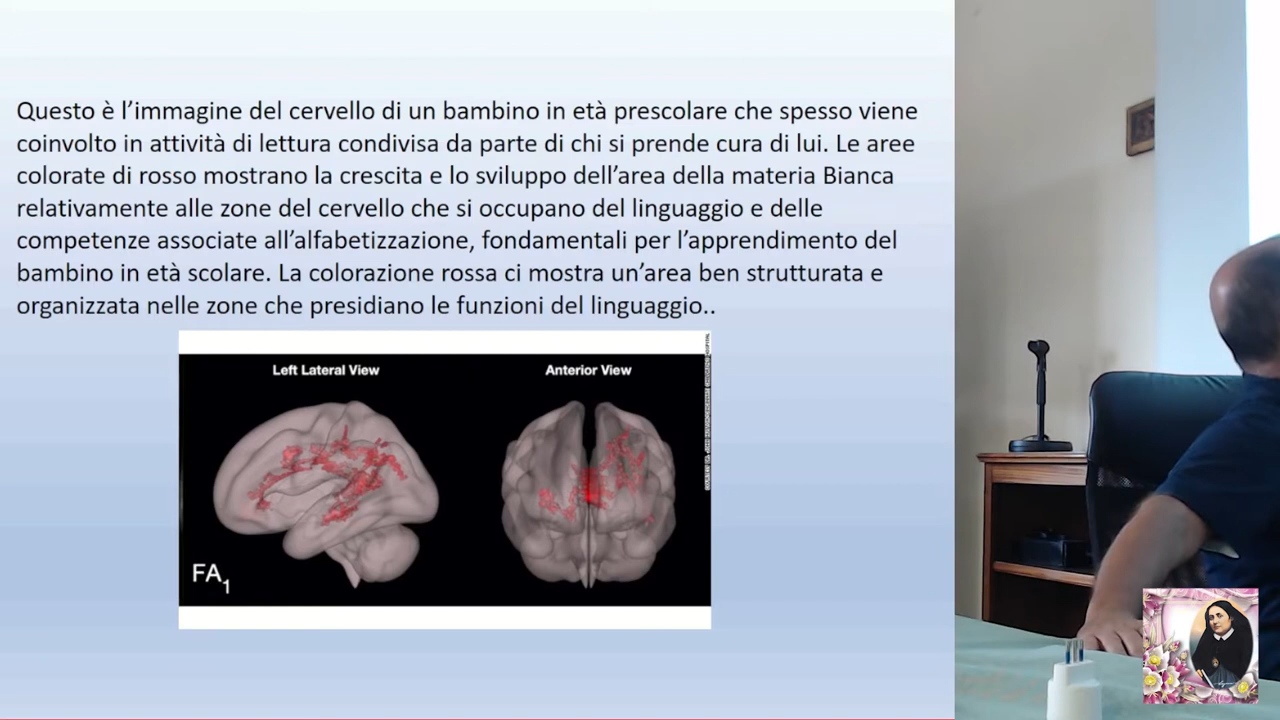 Questo è l’immagine del cervello di un bambino in età prescolare che spesso viene
coinvolto in attività di lettura condivisa da parte di chi si prende cura di lui. Le aree
colorate di rosso mostrano la crescita e lo sviluppo dell’area della materia Bianca
relativamente alle zone del cervello che si occupano del linguaggio e delle
competenze associate all’alfabetizzazione, fondamentali per l’apprendimento del
bambino in età scolare. La colorazione rossa ci mostra un’area ben strutturata e
organizzata nelle zone che presidiano le funzioni del linguaggio..
Left Lateral View
Anterior View
FA1